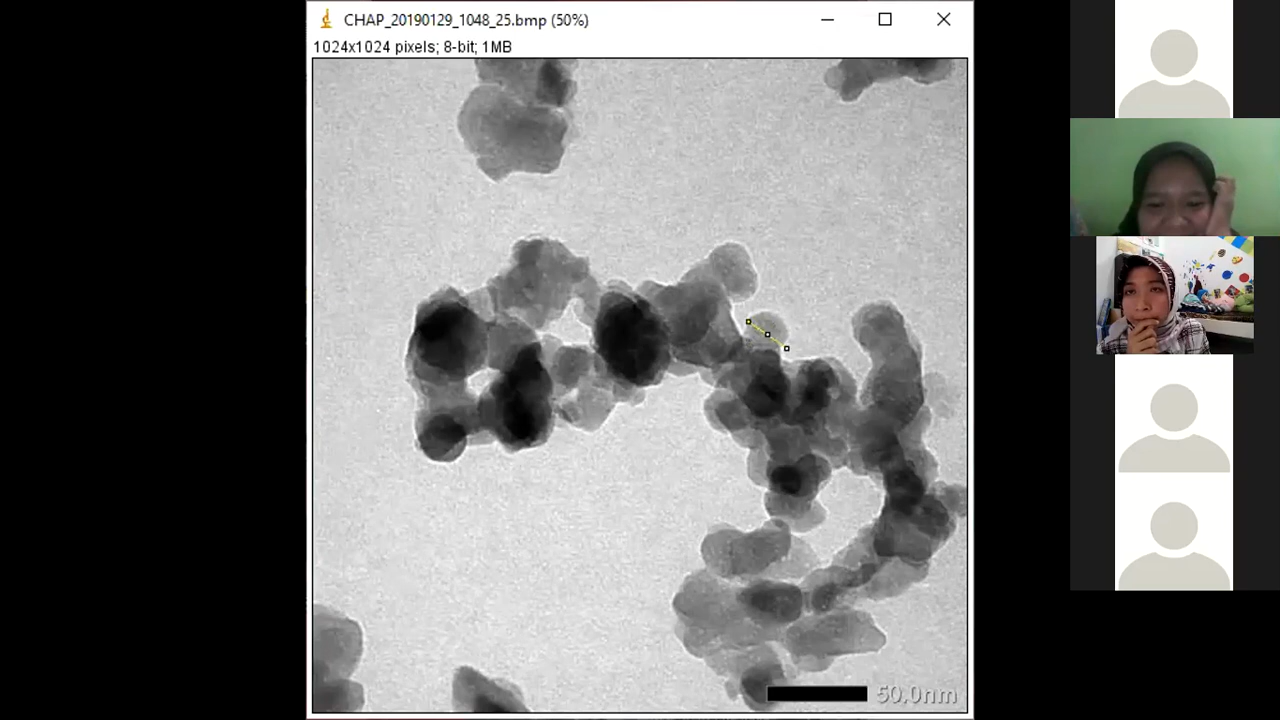 CHAP_20190129_1048_25.bmp (50%)
1024x1024 pixels; 8-bit; 1MB
50.0nm